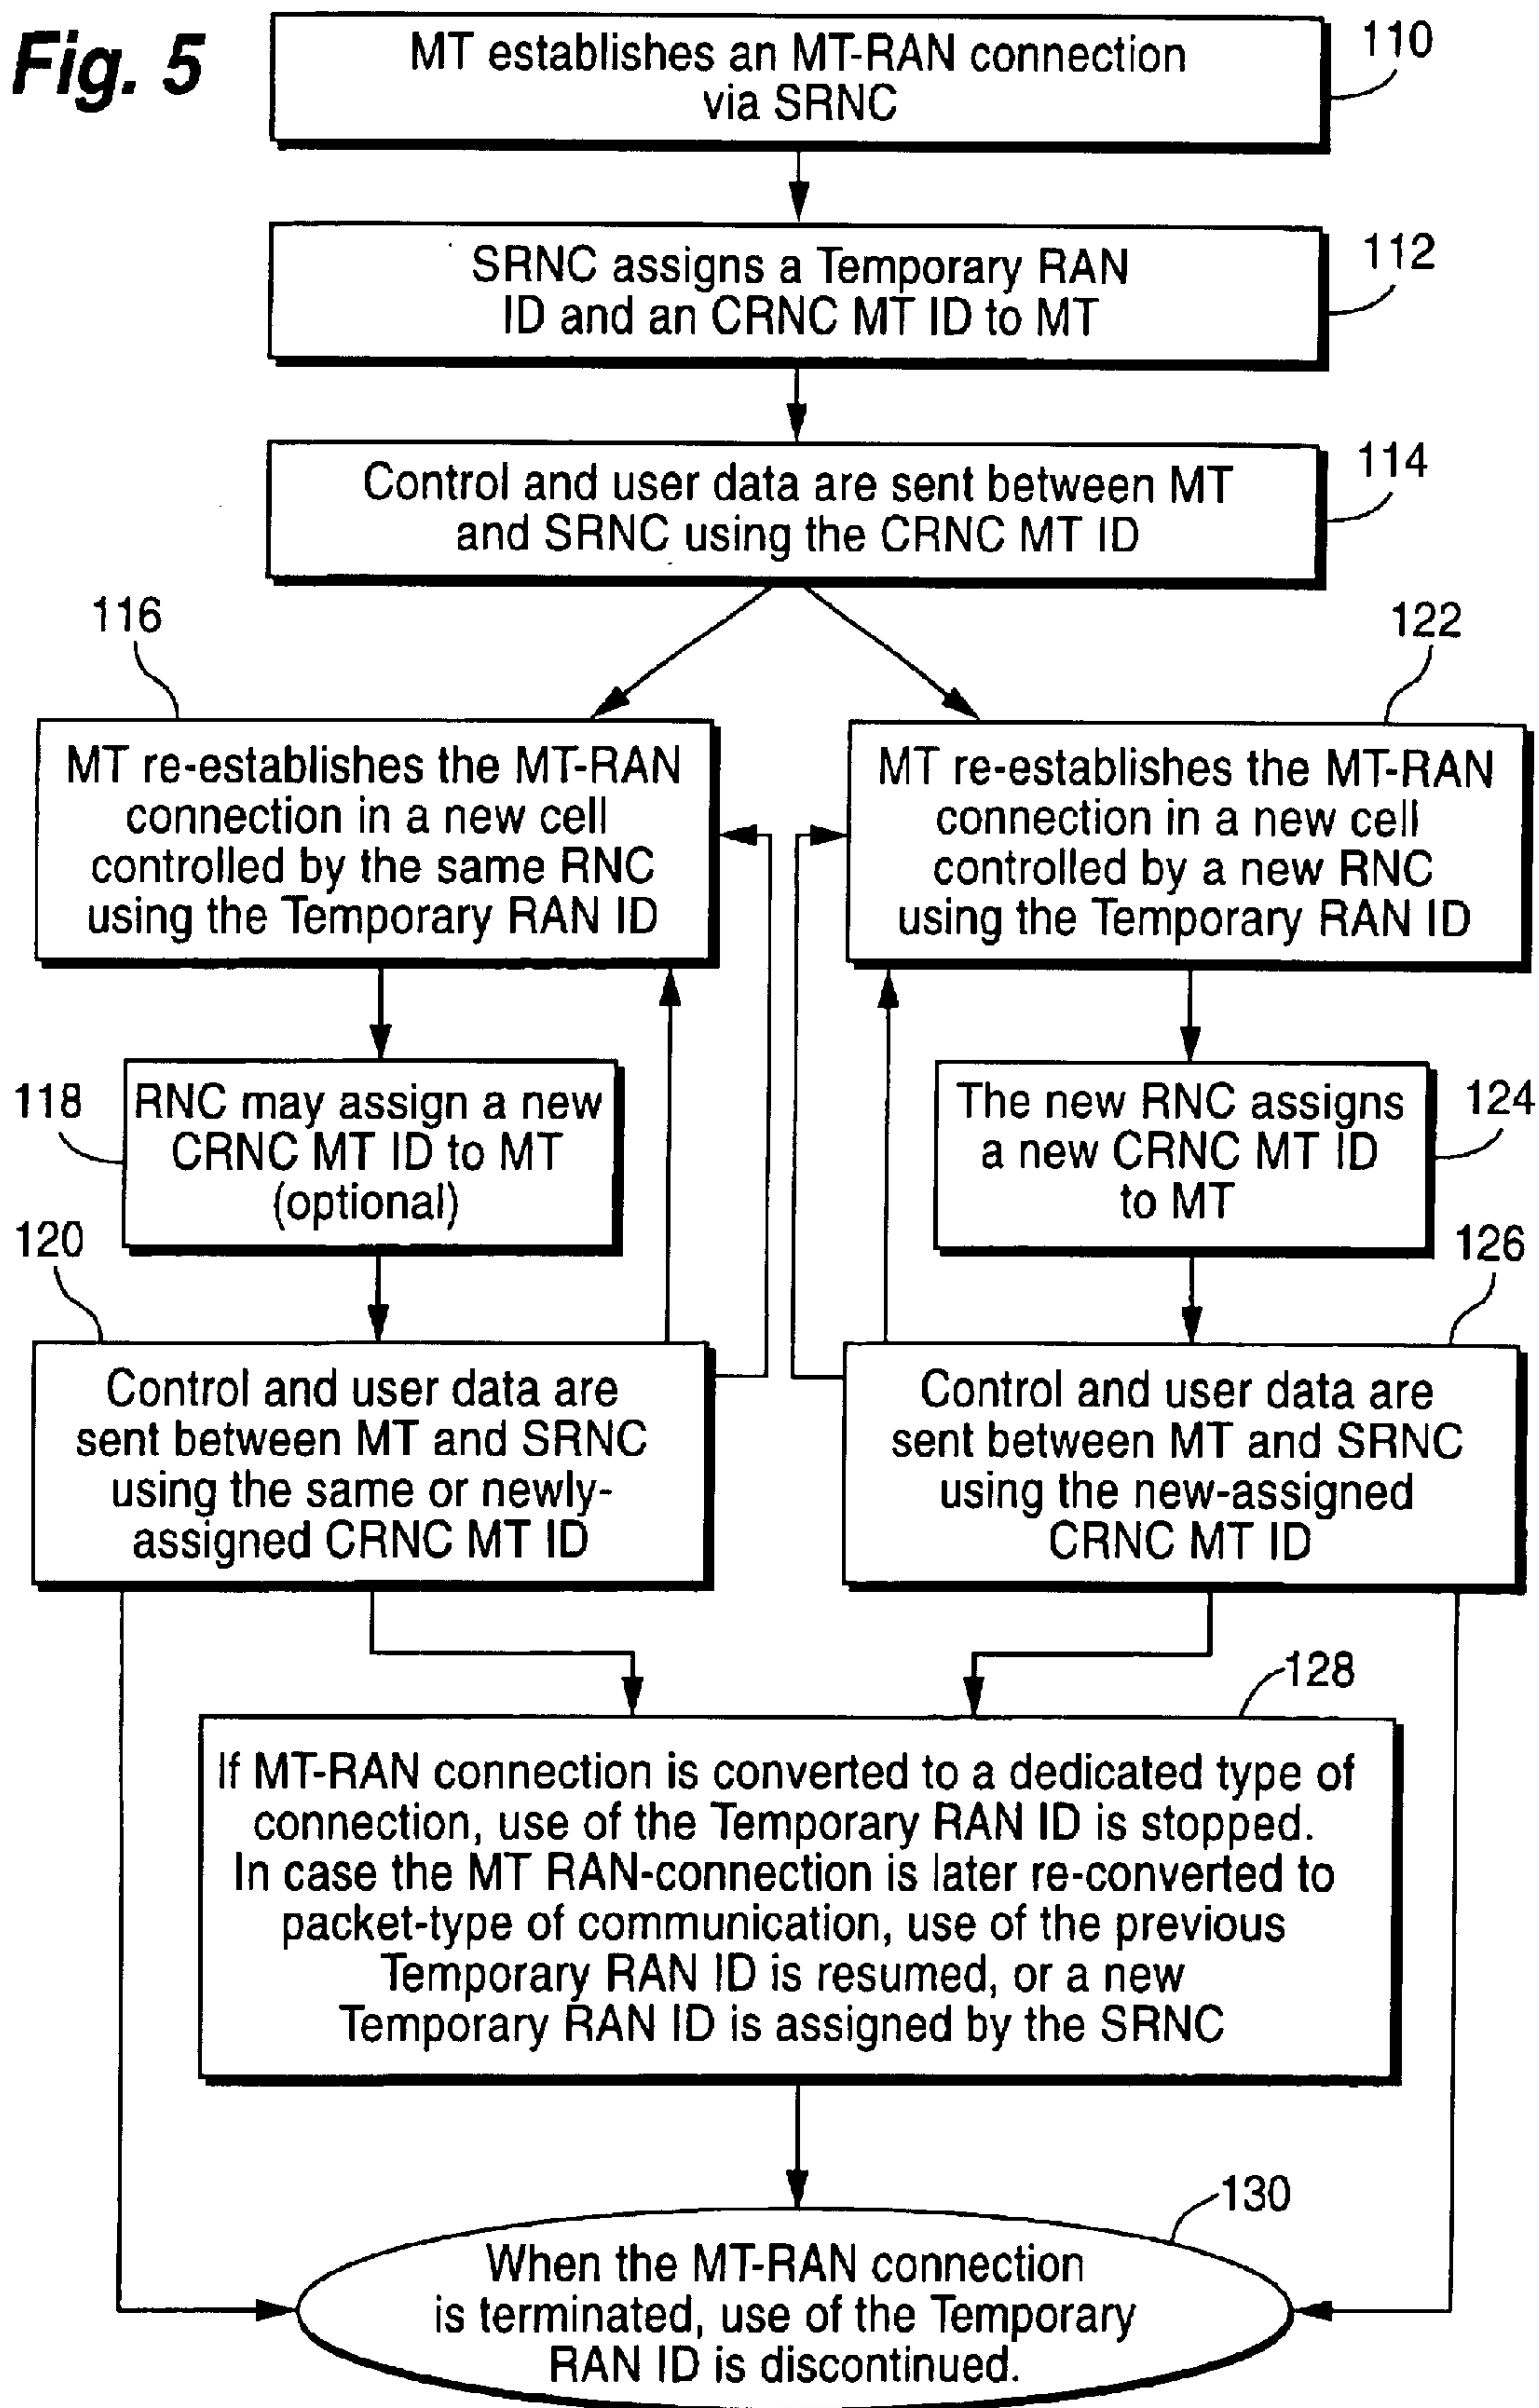 Fig. 5
MT establishes an MT-RAN connection
via SRNC
110
SRNC assigns a Temporary RAN
ID and an CRNC MT ID to MT
112
Control and user data are sent between MT
and SRNC using the CRNC MT ID
114
116
122
MT re-establishes the MT-RAN
connection in a new cell
controlled by the same RNC
using the Temporary RAN ID
MT re-establishes the MT-RAN
connection in a new cell
controlled by a new RNC
using the Temporary RAN ID
118
RNC may assign a new
CRNC MT ID to MT
(optional)
The new RNC assigns
a new CRNC MT ID
to MT
124
120
126
Control and user data are
sent between MT and SRNC
using the same or newly-
assigned CRNC MT ID
Control and user data are
sent between MT and SRNC
using the new-assigned
CRNC MT ID
128
If MT-RAN connection is converted to a dedicated type of
connection, use of the Temporary RAN ID is stopped.
In case the MT RAN-connection is later re-converted to
packet-type of communication, use of the previous
Temporary RAN ID is resumed, or a new
Temporary RAN ID is assigned by the SRNC
130
When the MT-RAN connection
is terminated, use of the Temporary
RAN ID is discontinued.